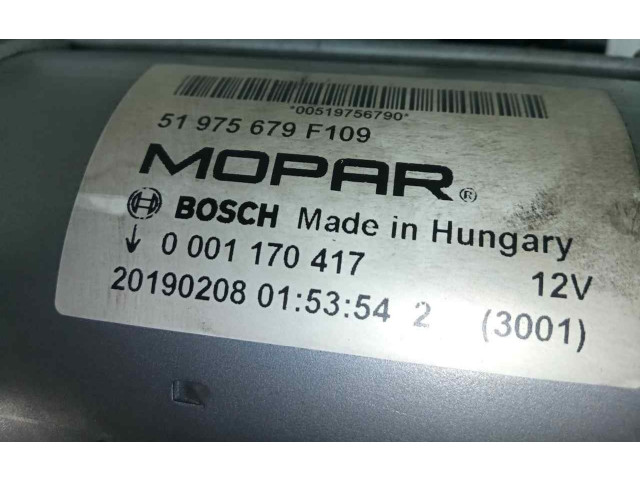 *00519756790*
51 975 679 F109
MOPAR®
BOSCH Made in Hungary
↓ 0 001 170 417 12V
20190208 01:53:54 2 (3001)